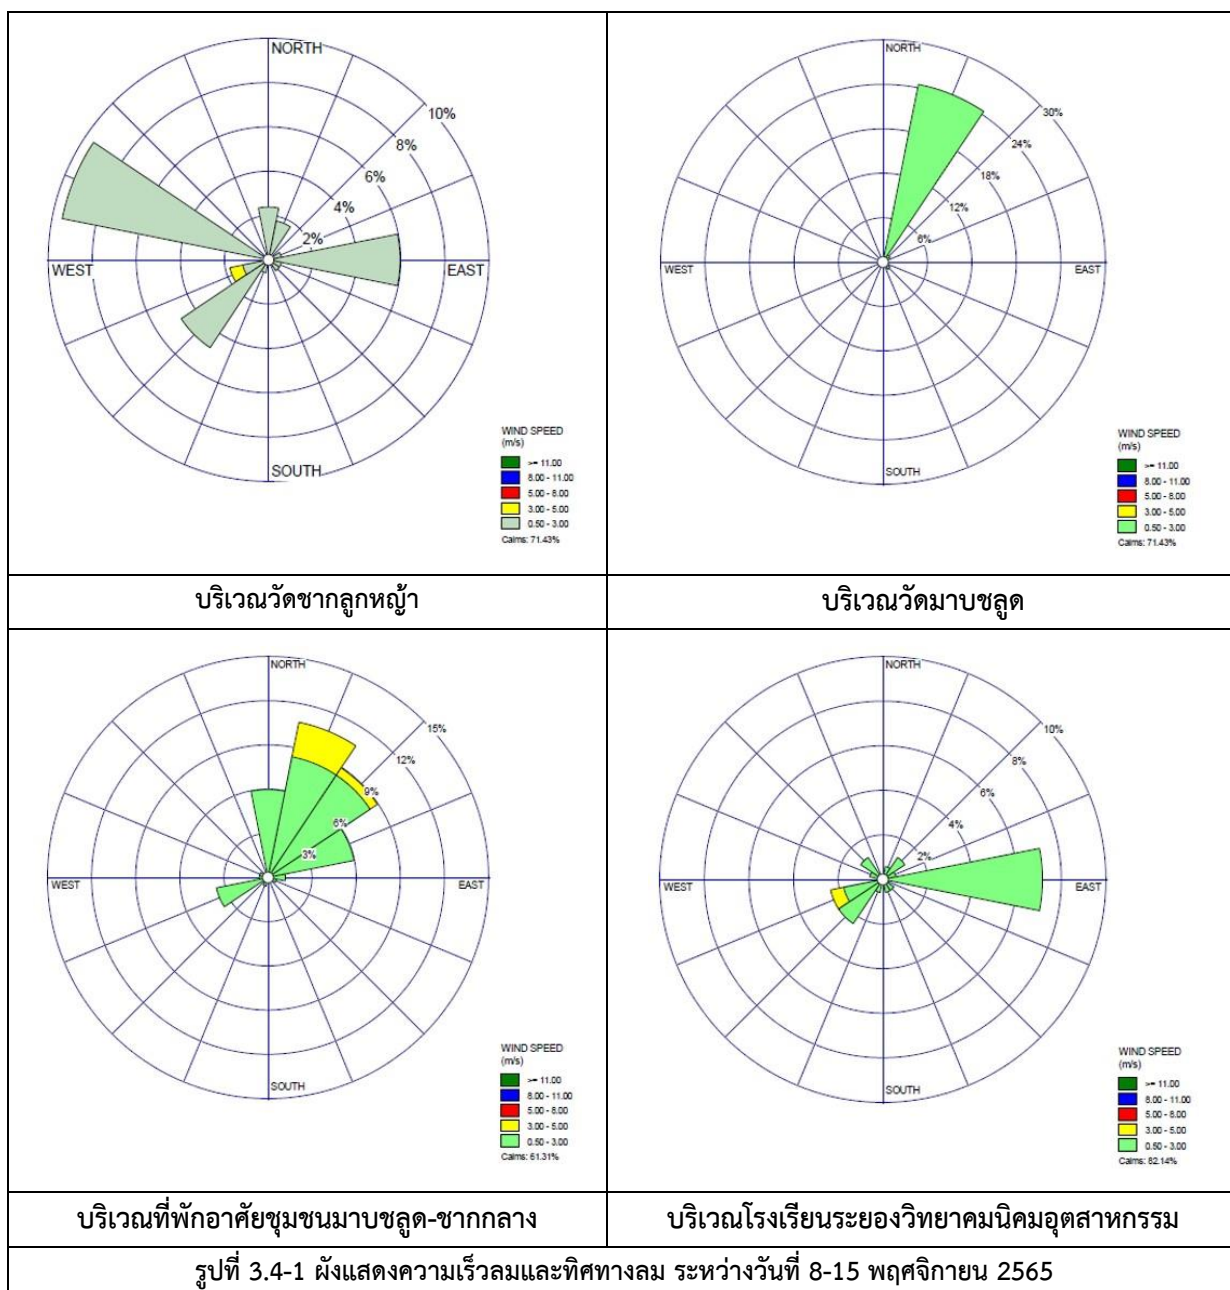 NORTH
10%
8%
6%
4%
2%
WEST
EAST
SOUTH
WIND SPEED
(m/s)
>= 11.00
8.00 - 11.00
5.00 - 8.00
3.00 - 5.00
0.50 - 3.00
Calms: 71.43%
บริเวณวัดชากลูกหญ้า
NORTH
30%
24%
18%
12%
6%
WEST
EAST
SOUTH
WIND SPEED
(m/s)
>= 11.00
8.00 - 11.00
5.00 - 8.00
3.00 - 5.00
0.50 - 3.00
Calms: 71.43%
บริเวณวัดมาบชลูด
NORTH
15%
12%
9%
6%
3%
WEST
EAST
SOUTH
WIND SPEED
(m/s)
>= 11.00
8.00 - 11.00
5.00 - 8.00
3.00 - 5.00
0.50 - 3.00
Calms: 61.31%
บริเวณที่พักอาศัยชุมชนมาบชลูด-ชากกลาง
NORTH
10%
8%
6%
4%
2%
WEST
EAST
SOUTH
WIND SPEED
(m/s)
>= 11.00
8.00 - 11.00
5.00 - 8.00
3.00 - 5.00
0.50 - 3.00
Calms: 82.14%
บริเวณโรงเรียนระยองวิทยาคมนิคมอุตสาหกรรม
รูปที่ 3.4-1 ผังแสดงความเร็วลมและทิศทางลม ระหว่างวันที่ 8-15 พฤศจิกายน 2565